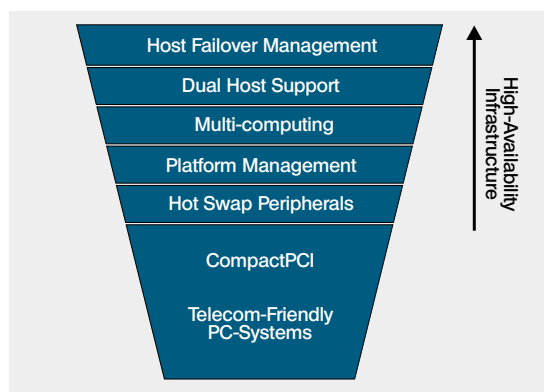 Host Failover Management
Dual Host Support
Multi-computing
Platform Management
Hot Swap Peripherals
CompactPCI
Telecom-Friendly
PC-Systems
High-Availability
Infrastructure